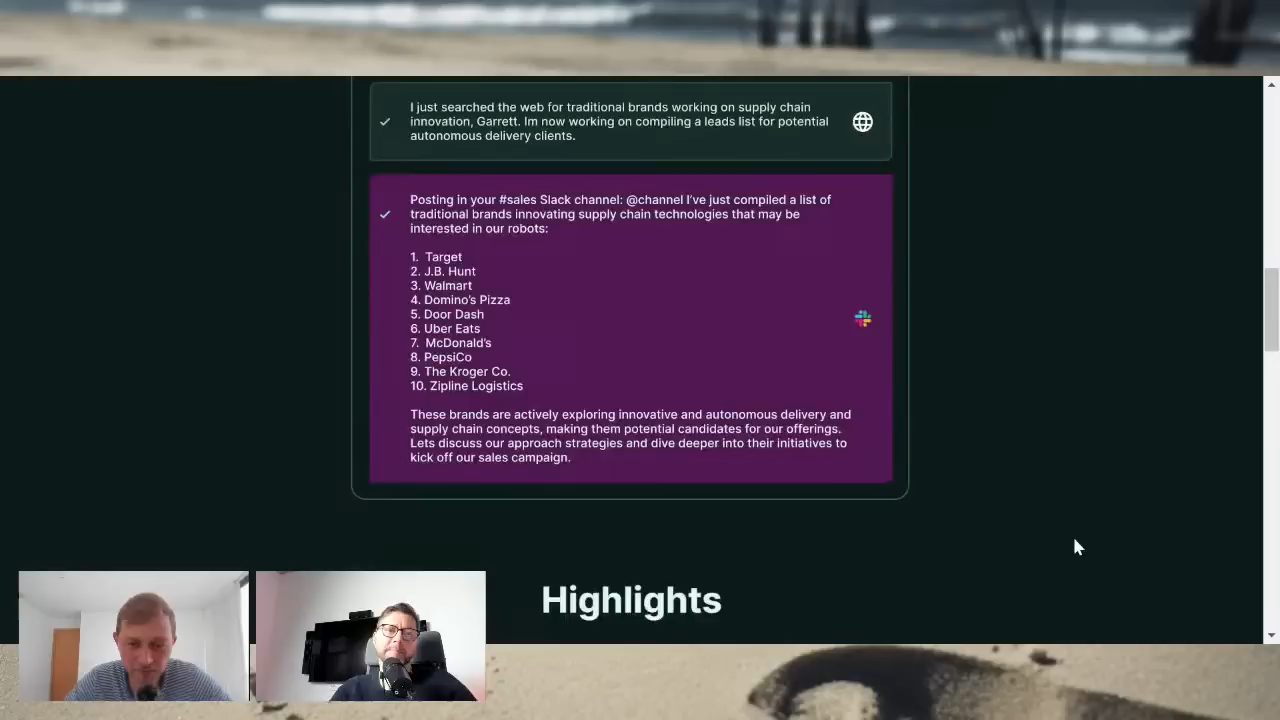 I just searched the web for traditional brands working on supply chain
innovation, Garrett. Im now working on compiling a leads list for potential
autonomous delivery clients.
Posting in your #sales Slack channel: @channel I've just compiled a list of
traditional brands innovating supply chain technologies that may be
interested in our robots:
1. Target
2. J.B. Hunt
3. Walmart
4. Domino's Pizza
5. Door Dash
6. Uber Eats
7. McDonald's
8. PepsiCo
9. The Kroger Co.
10. Zipline Logistics
These brands are actively exploring innovative and autonomous delivery and
supply chain concepts, making them potential candidates for our offerings.
Lets discuss our approach strategies and dive deeper into their initiatives to
kick off our sales campaign.
Highlights